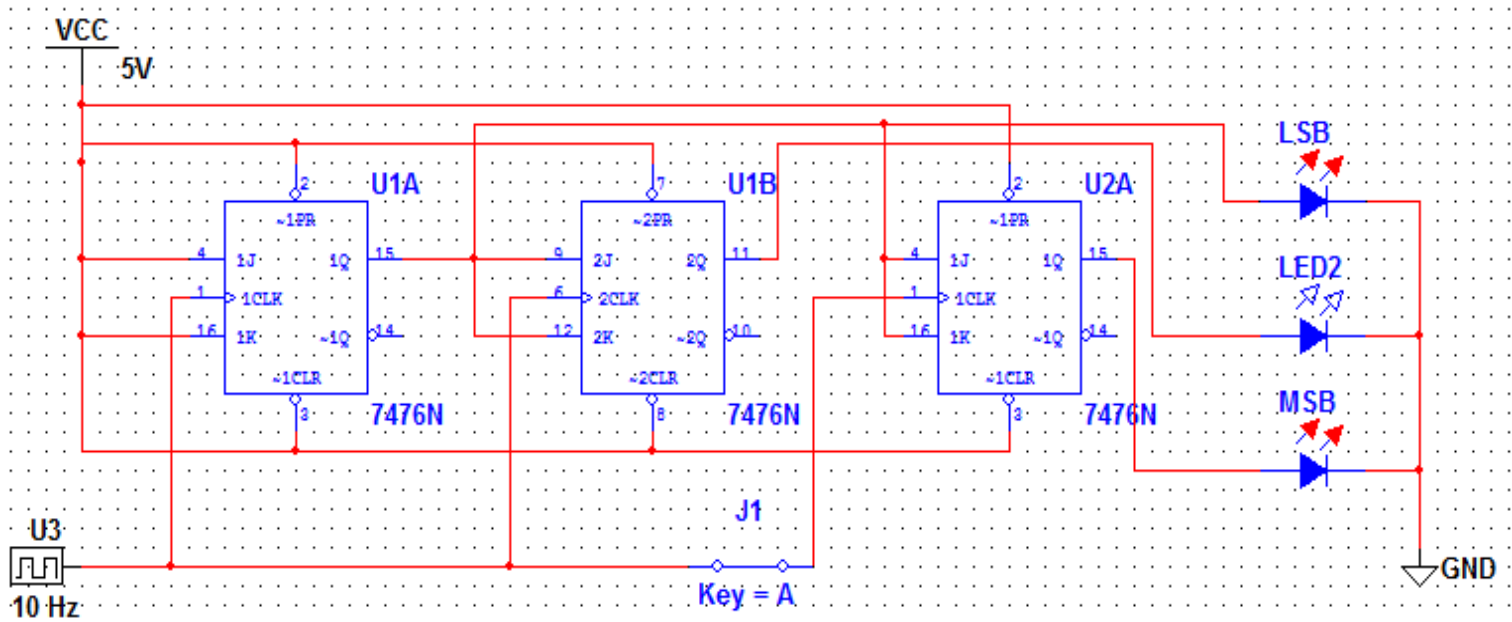 VCC
5V
LSB
2 U1A 7 U1B 2 U2A
~1PR ~2PR ~1PR
4 1J 1Q 15 9 2J 2Q 11 4 1J 1Q 15
LED2
1 1CLK 6 2CLK 1 1CLK
16 1K ~1Q 14 12 2K ~2Q 10 16 1K ~1Q 14
~1CLR ~2CLR ~1CLR
MSB
3 7476N 8 7476N 3 7476N
J1
U3
GND
Key = A
10 Hz